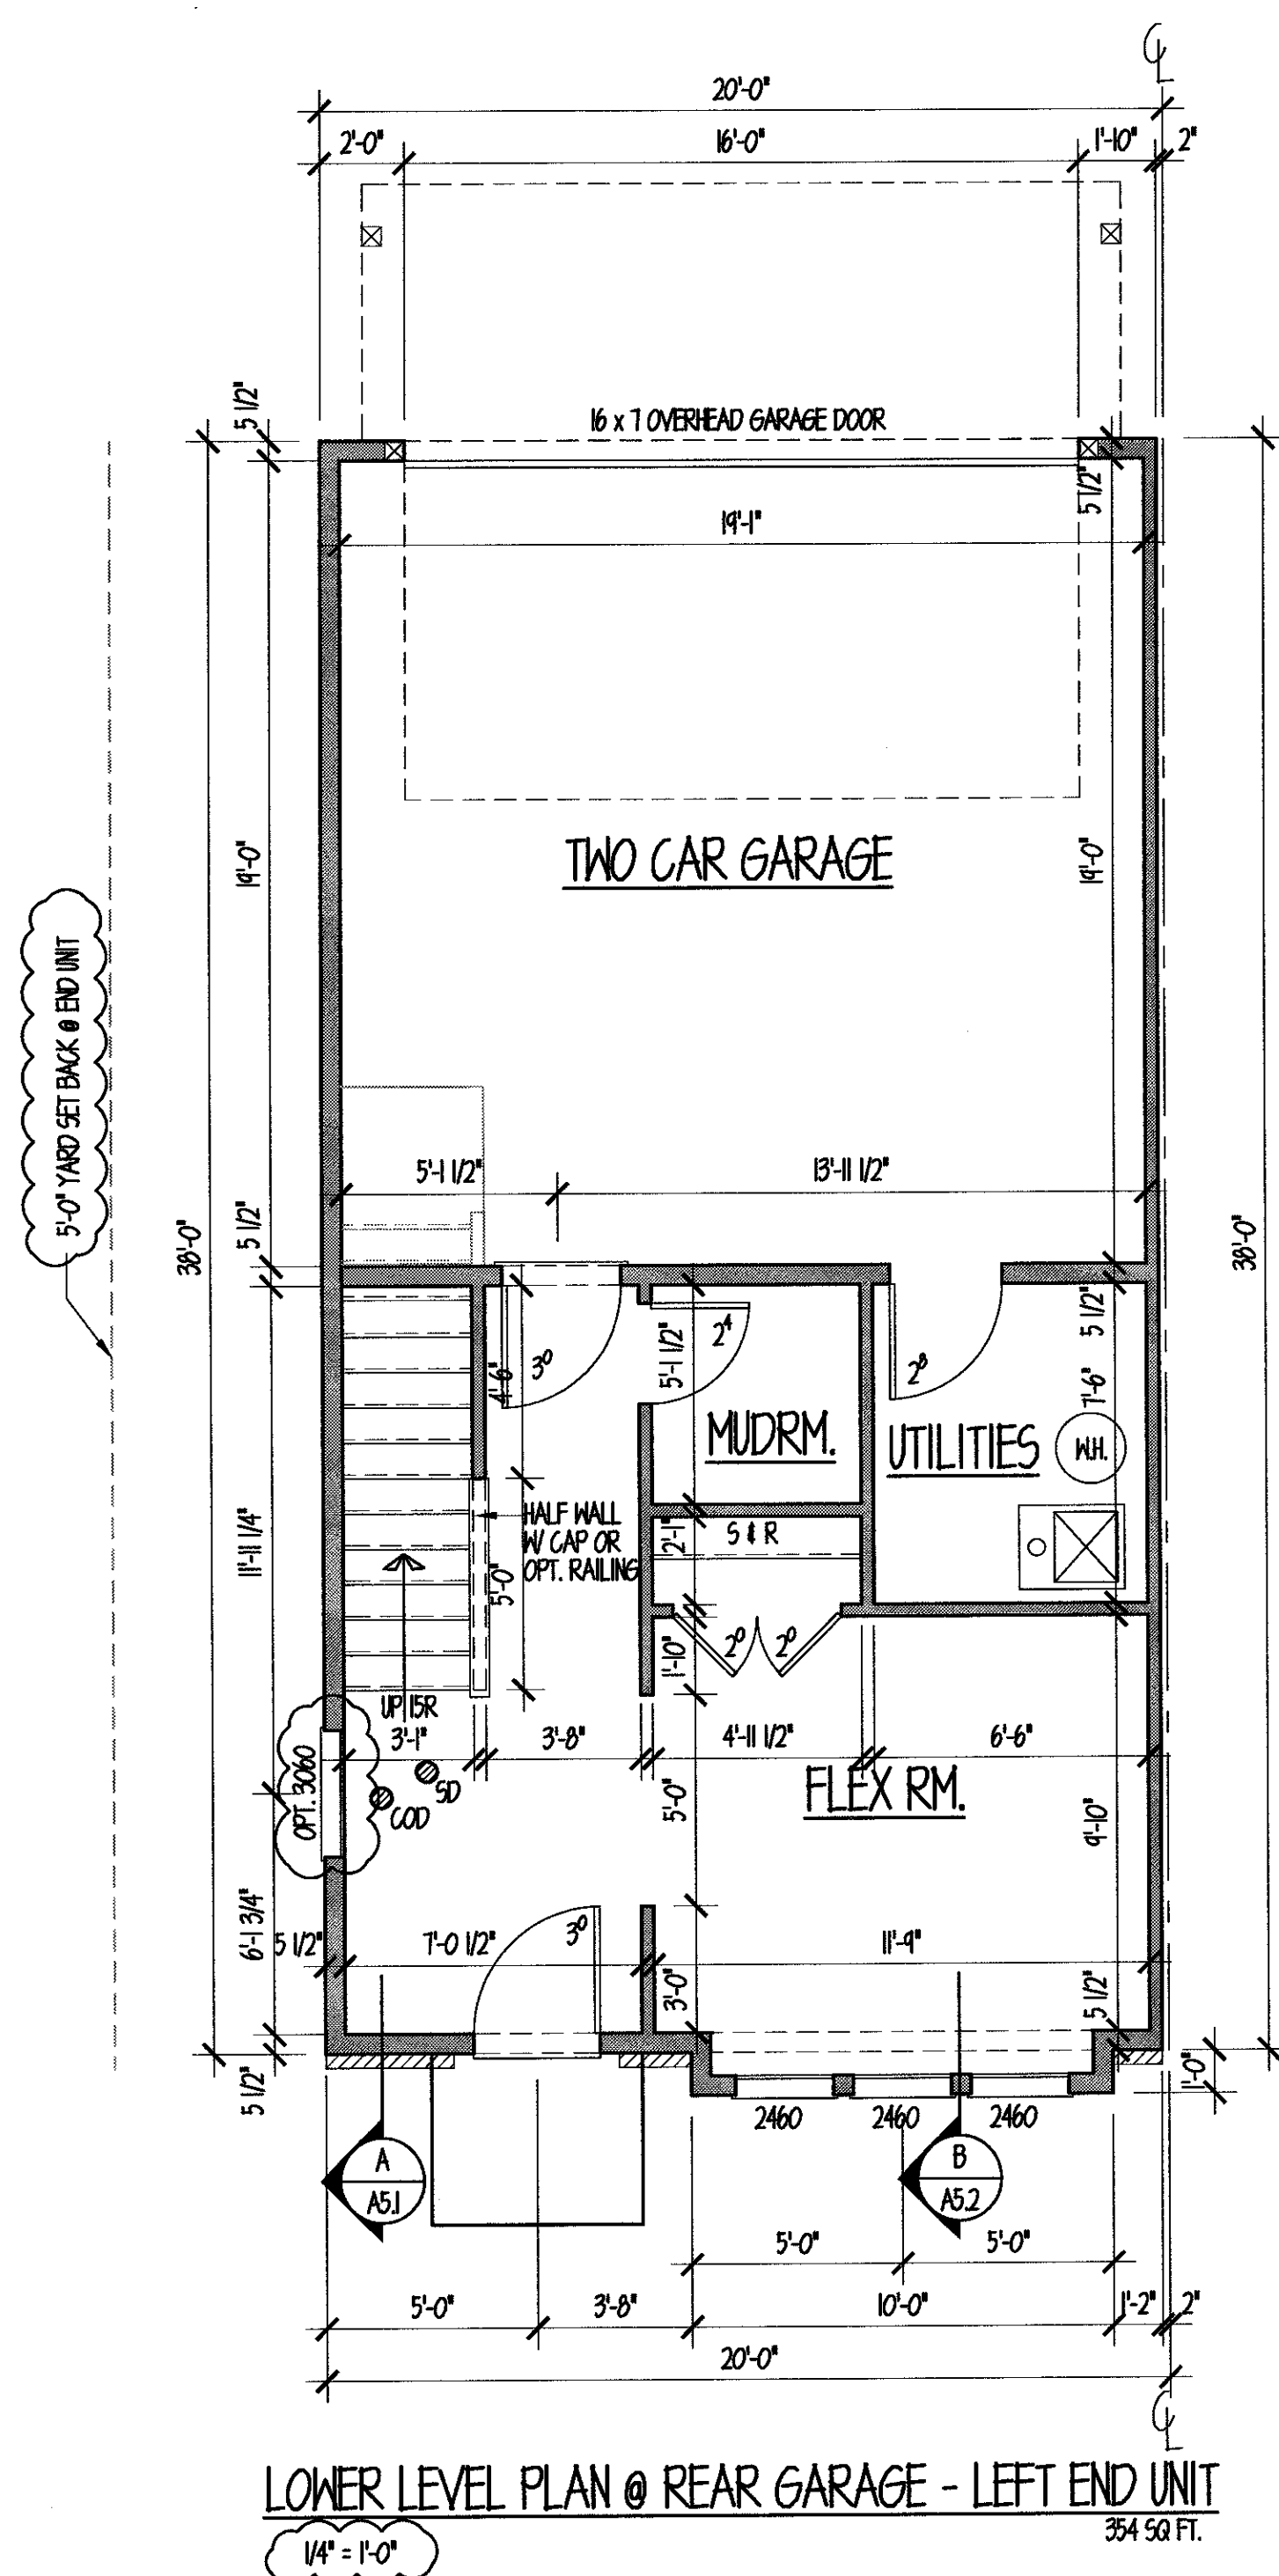 20'-0"
2'-0"
16'-0"
1'-10"
2"
5 1/2"
16 x 7 OVERHEAD GARAGE DOOR
5 1/2"
19'-1"
TWO CAR GARAGE
19'-0"
19'-0"
5'-0" YARD SET BACK @ END UNIT
5'-1 1/2"
13'-11 1/2"
38'-0"
5 1/2"
38'-0"
5 1/2"
2⁴
5'-1 1/2"
3⁰
4'-6"
2⁸
7'-6"
MUDRM.
UTILITIES
W.H.
HALF WALL
W/ CAP OR
OPT. RAILING
2'-1"
S & R
11'-11 1/4"
5'-0"
2⁰
2⁰
1'-10"
UP 15R
3'-1"
3'-8"
4'-11 1/2"
6'-6"
OPT. 3060
SD
COD
5'-0"
FLEX RM.
9'-10"
6'-1 3/4"
5 1/2"
7'-0 1/2"
3⁰
11'-9"
3'-0"
5 1/2"
5 1/2"
1'-0"
2460
2460
2460
A
A5.1
B
A5.2
5'-0"
5'-0"
5'-0"
3'-8"
10'-0"
1'-2"
2"
20'-0"
LOWER LEVEL PLAN @ REAR GARAGE - LEFT END UNIT
354 SQ FT.
1/4" = 1'-0"